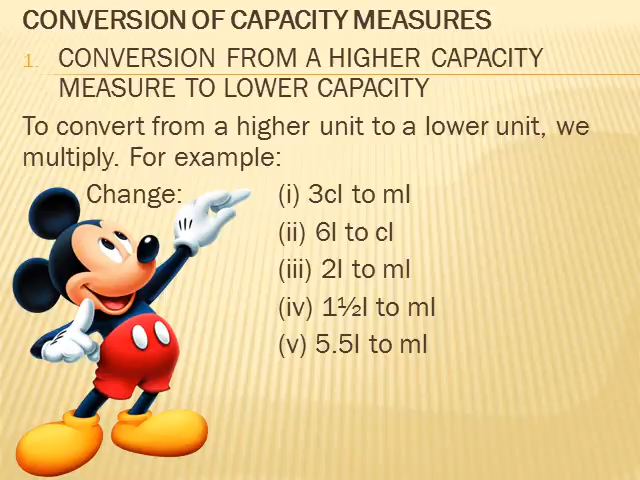 CONVERSION OF CAPACITY MEASURES
1. CONVERSION FROM A HIGHER CAPACITY
MEASURE TO LOWER CAPACITY
To convert from a higher unit to a lower unit, we
multiply. For example:
Change: (i) 3cl to ml
(ii) 6l to cl
(iii) 2l to ml
(iv) 1½l to ml
(v) 5.5l to ml